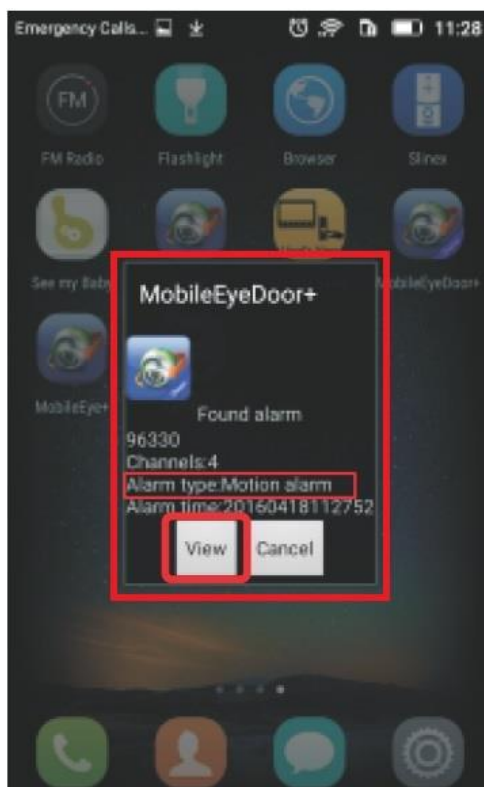 Emergency Calls... 11:28
FM
FM Radio Flashlight Browser Slinex
See my Baby MobileEyeDoor+
MobileEyeDoor+
MobileEye+
Found alarm
96330
Channels:4
Alarm type:Motion alarm
Alarm time:20160418112752
View Cancel